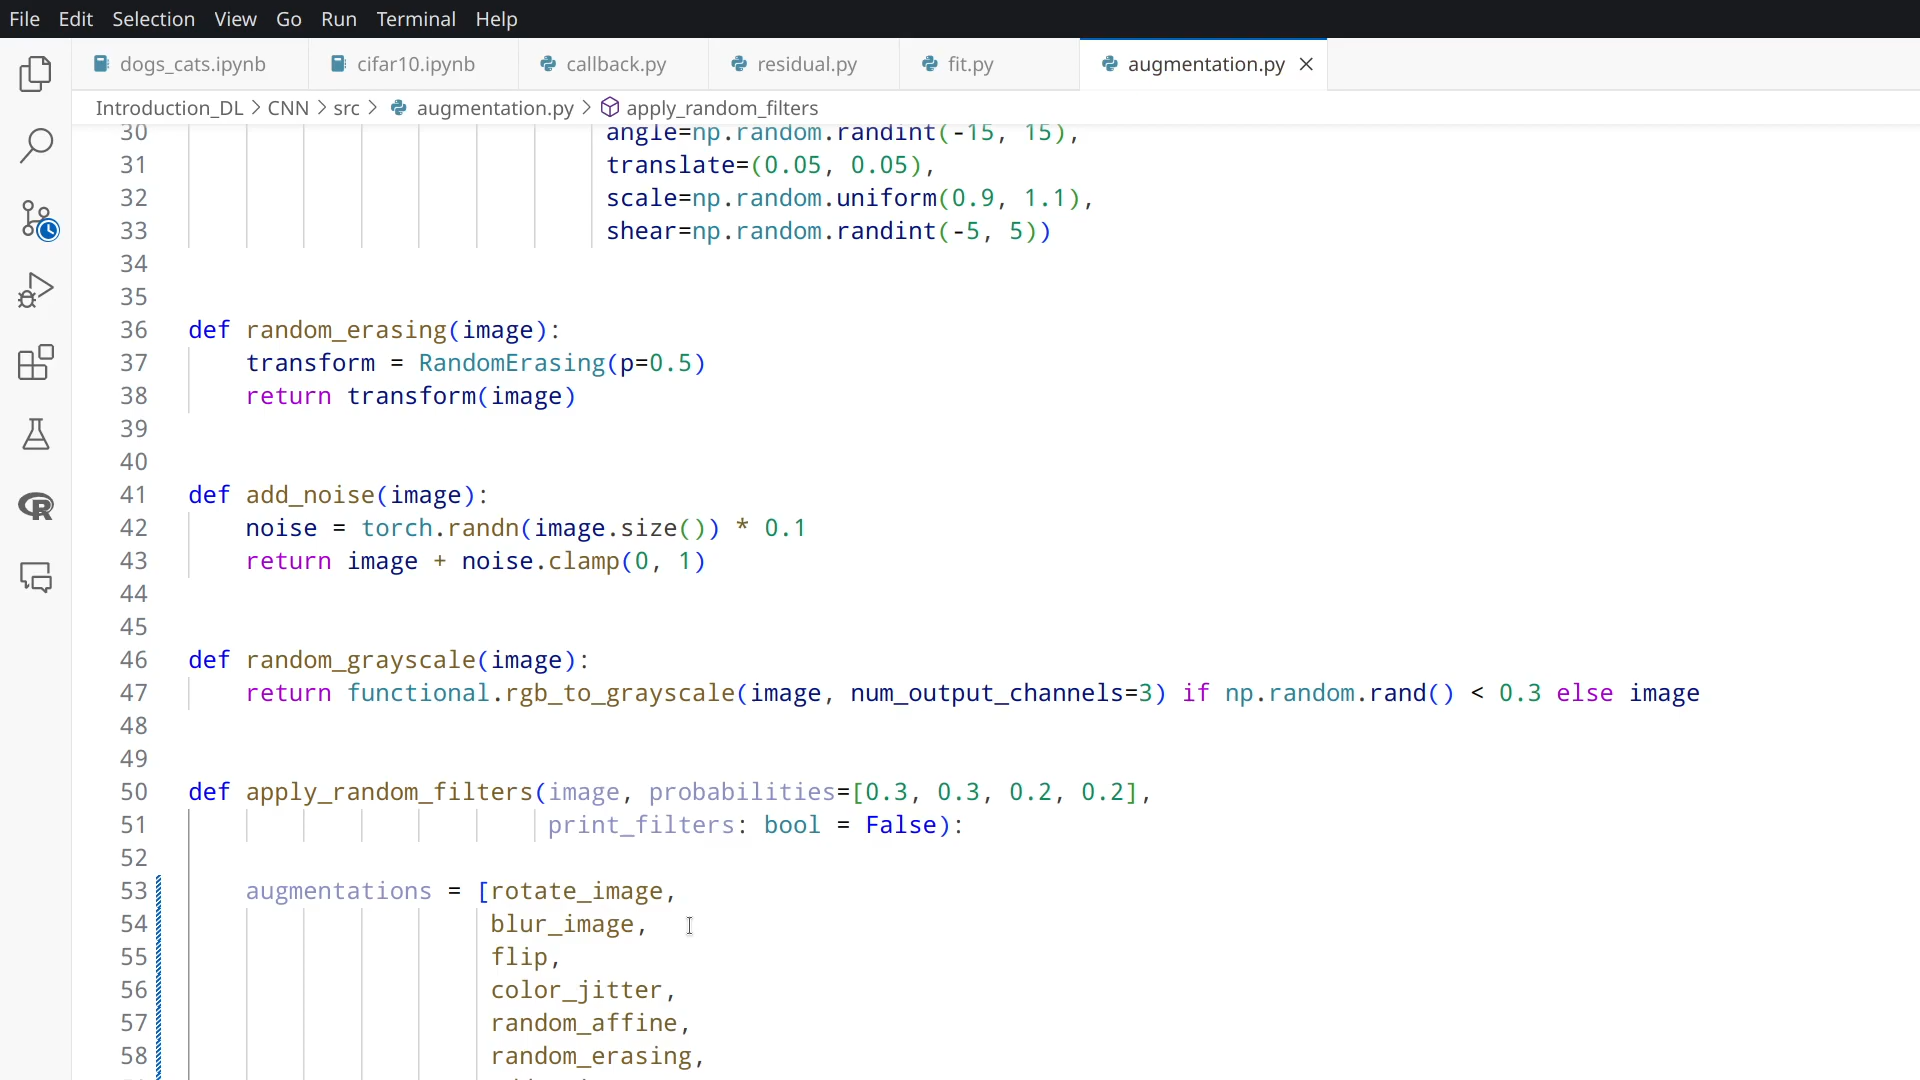 File Edit Selection View Go Run Terminal Help
dogs_cats.ipynb cifar10.ipynb callback.py residual.py fit.py augmentation.py
Introduction_DL > CNN > src > augmentation.py > apply_random_filters
30 angle=np.random.randint(-15, 15),
31 translate=(0.05, 0.05),
32 scale=np.random.uniform(0.9, 1.1),
33 shear=np.random.randint(-5, 5))
34
35
36 def random_erasing(image):
37 transform = RandomErasing(p=0.5)
38 return transform(image)
39
40
41 def add_noise(image):
42 noise = torch.randn(image.size()) * 0.1
43 return image + noise.clamp(0, 1)
44
45
46 def random_grayscale(image):
47 return functional.rgb_to_grayscale(image, num_output_channels=3) if np.random.rand() < 0.3 else image
48
49
50 def apply_random_filters(image, probabilities=[0.3, 0.3, 0.2, 0.2],
51 print_filters: bool = False):
52
53 augmentations = [rotate_image,
54 blur_image,
55 flip,
56 color_jitter,
57 random_affine,
58 random_erasing,